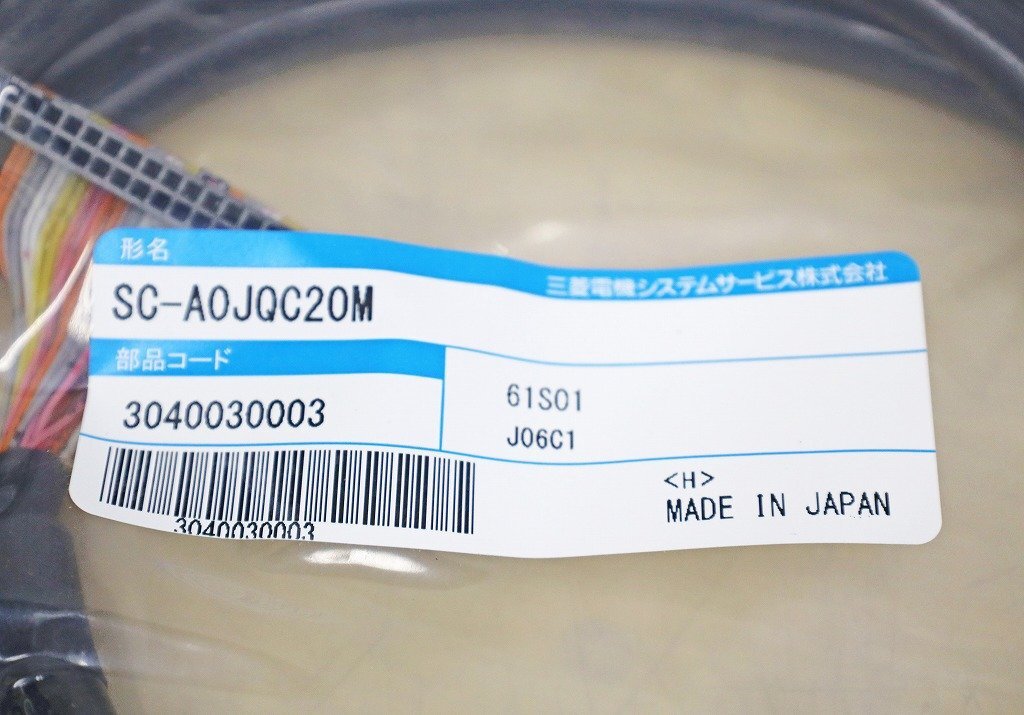 形名
三菱電機システムサービス株式会社
SC-A0JQC20M
部品コード
3040030003
61S01
J06C1
<H>
MADE IN JAPAN
3040030003